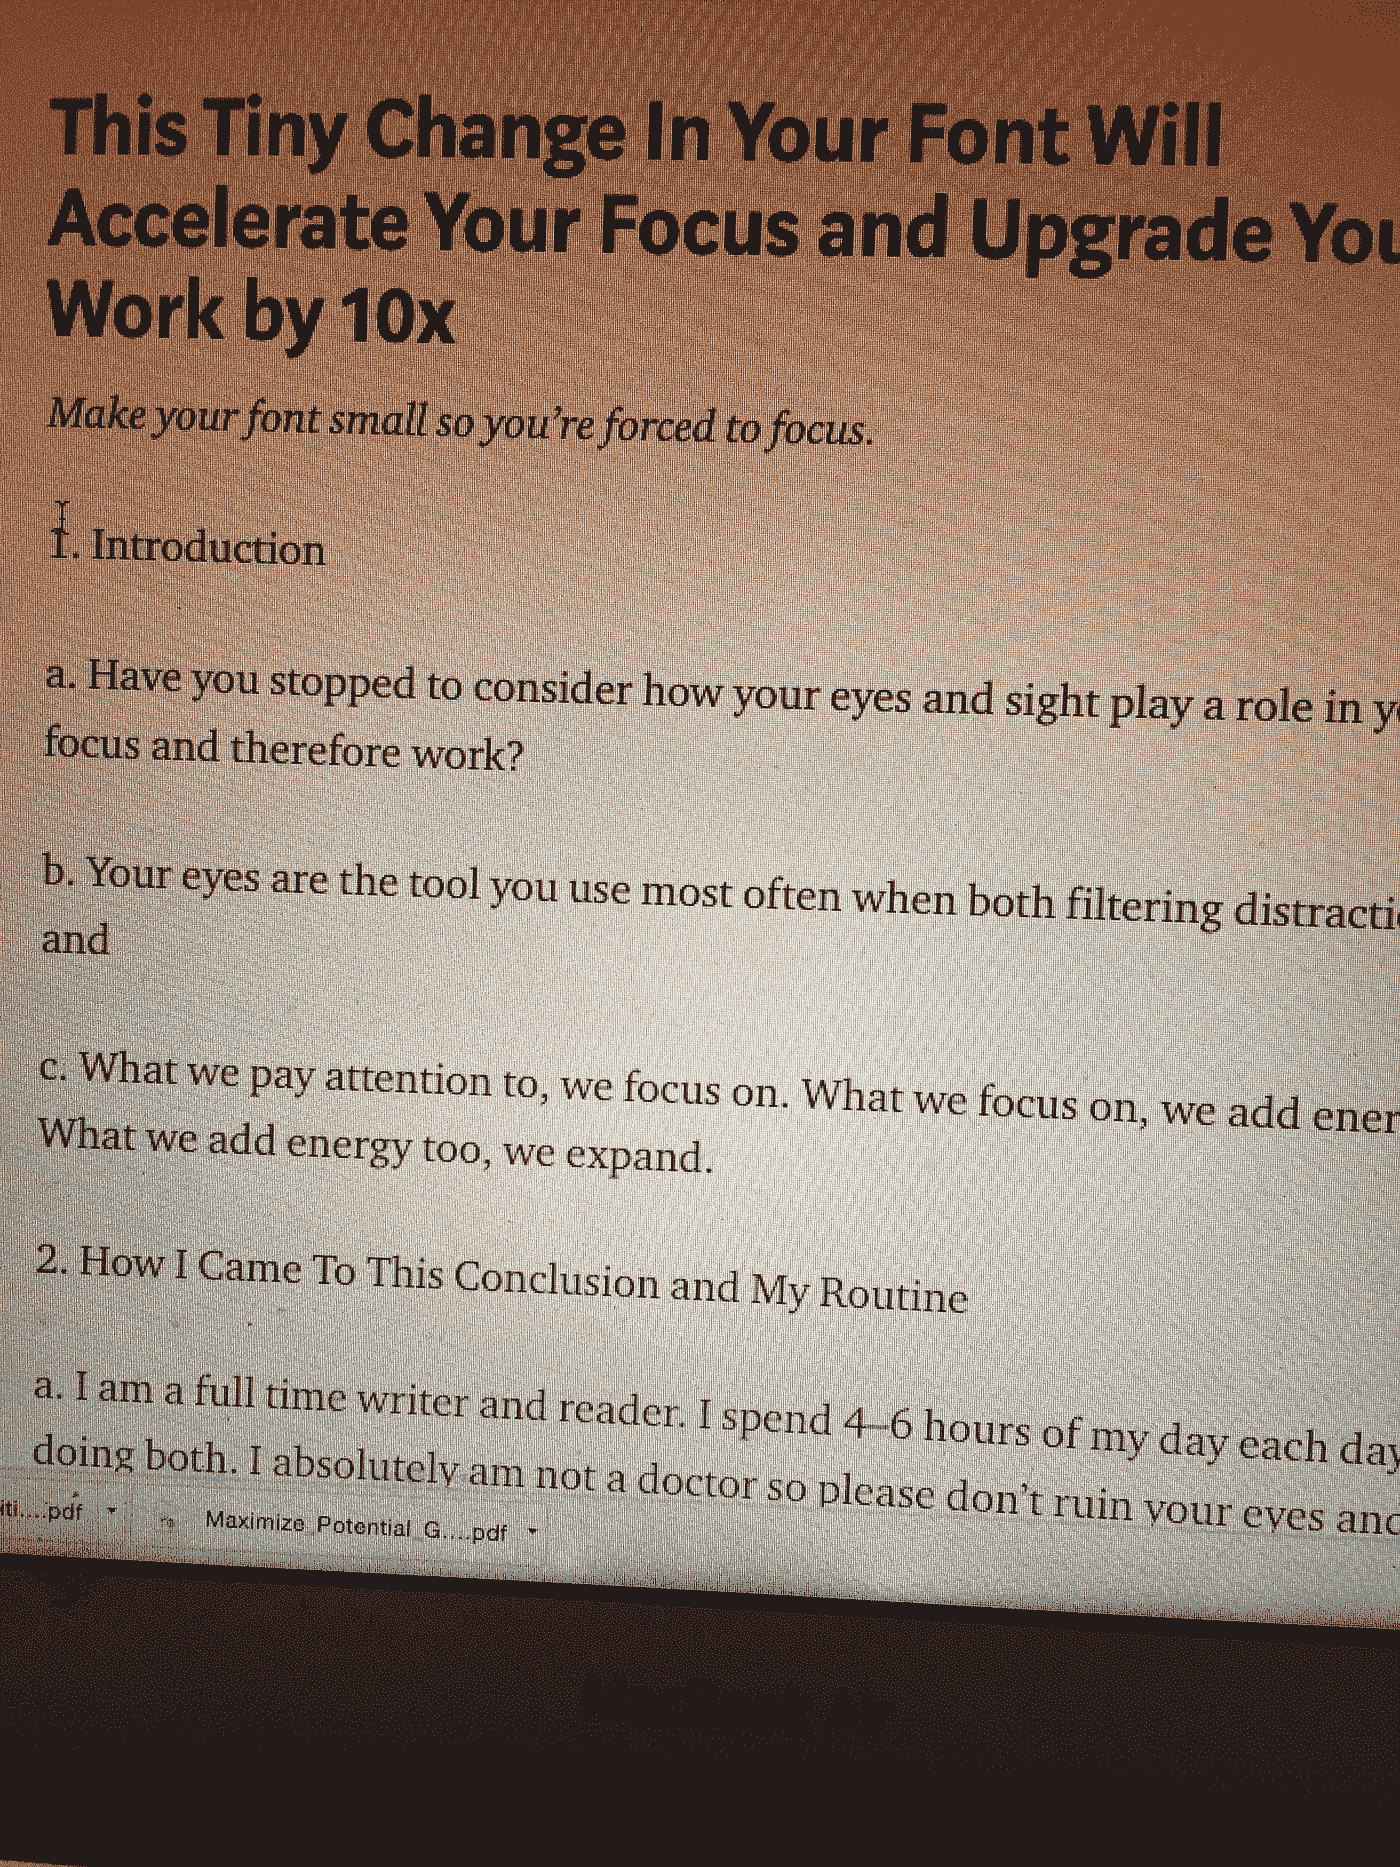 This Tiny Change In Your Font Will
Accelerate Your Focus and Upgrade You
Work by 10x
Make your font small so you're forced to focus.
1. Introduction
a. Have you stopped to consider how your eyes and sight play a role in yo
focus and therefore work?
b. Your eyes are the tool you use most often when both filtering distracti
and
c. What we pay attention to, we focus on. What we focus on, we add ener
What we add energy too, we expand.
2. How I Came To This Conclusion and My Routine
a. I am a full time writer and reader. I spend 4–6 hours of my day each day
doing both. I absolutely am not a doctor so please don't ruin your eyes and
iti....pdf Maximize Potential G....pdf